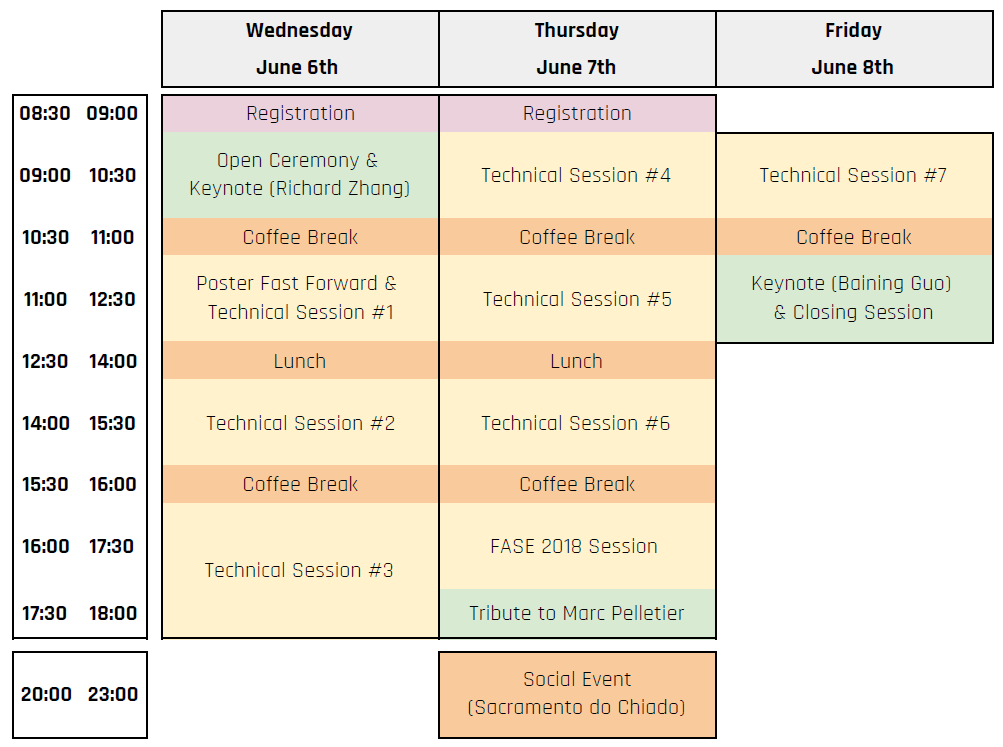 Wednesday Thursday Friday
June 6th June 7th June 8th
08:30 09:00 Registration Registration
09:00 10:30 Open Ceremony & Keynote (Richard Zhang) Technical Session #4 Technical Session #7
10:30 11:00 Coffee Break Coffee Break Coffee Break
11:00 12:30 Poster Fast Forward & Technical Session #1 Technical Session #5 Keynote (Baining Guo) & Closing Session
12:30 14:00 Lunch Lunch
14:00 15:30 Technical Session #2 Technical Session #6
15:30 16:00 Coffee Break Coffee Break
16:00 17:30 Technical Session #3 FASE 2018 Session
17:30 18:00 Tribute to Marc Pelletier
20:00 23:00 Social Event (Sacramento do Chiado)